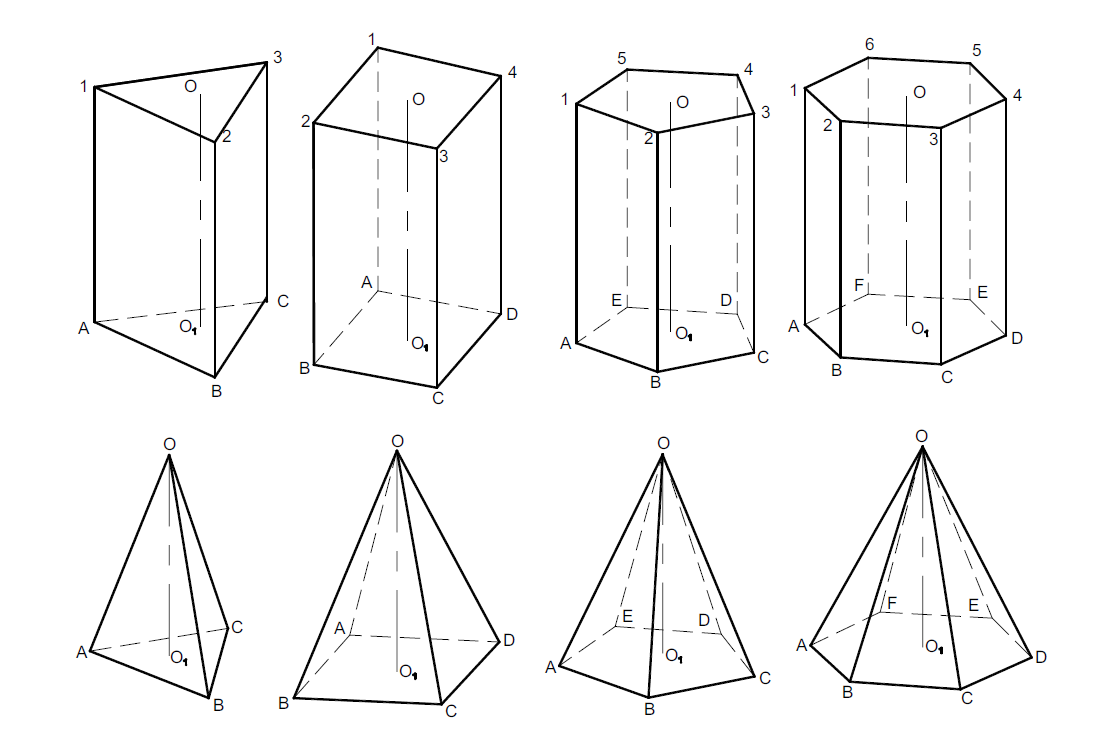 1 3 O 2 A C O₁ B
1 4 O 2 3 A D B O₁ C
5 4 1 O 3 2 E D A O₁ C B
6 5 1 O 4 2 3 F E A O₁ D B C
O A C O₁ B
O A D O₁ B C
O E D A O₁ C B
O F E A O₁ D B C